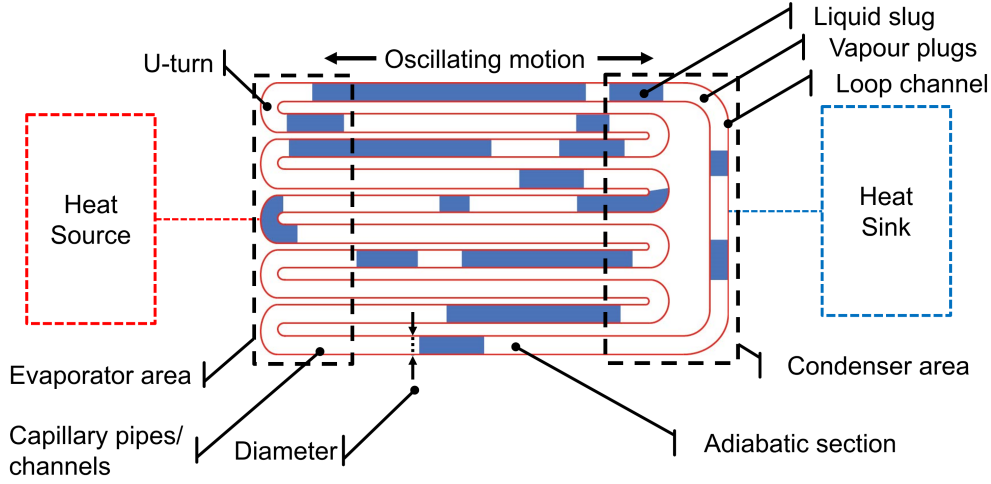 Liquid slug
Vapour plugs
U-turn
Oscillating motion
Loop channel
Heat
Source
Heat
Sink
Evaporator area
Condenser area
Capillary pipes/
channels
Diameter
Adiabatic section